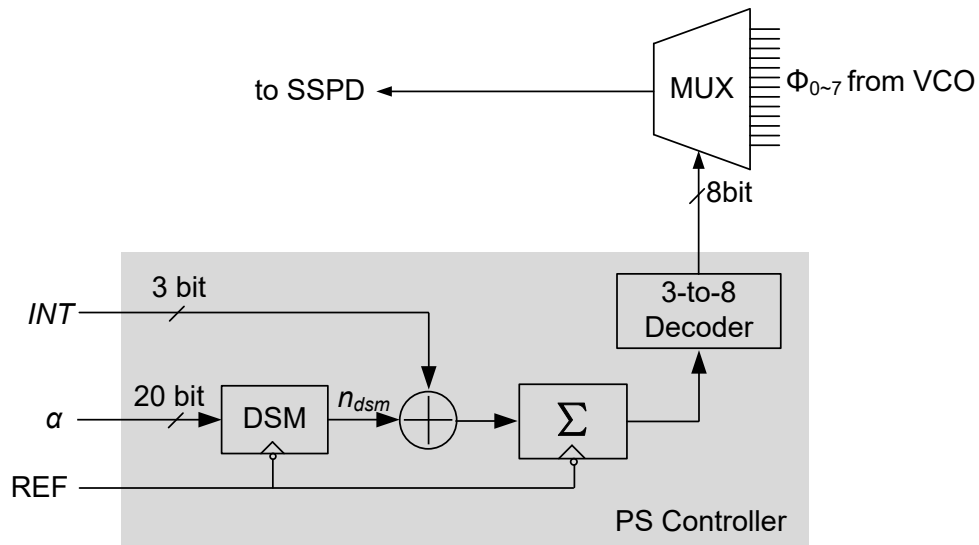 to SSPD
MUX
Φ0~7 from VCO
8bit
3 bit
INT
3-to-8
Decoder
20 bit
α
DSM
ndsm
Σ
REF
PS Controller